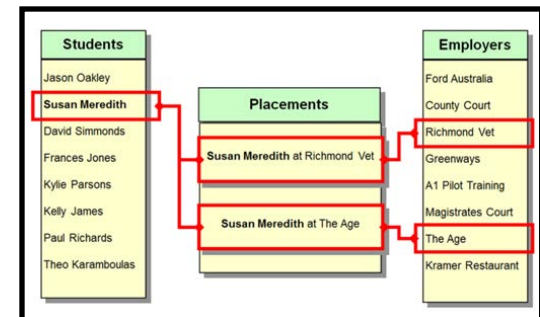 Students
Jason Oakley
Susan Meredith
David Simmonds
Frances Jones
Kylie Parsons
Kelly James
Paul Richards
Theo Karamboulas
Placements
Susan Meredith at Richmond Vet
Susan Meredith at The Age
Employers
Ford Australia
County Court
Richmond Vet
Greenways
A1 Pilot Training
Magistrates Court
The Age
Kramer Restaurant